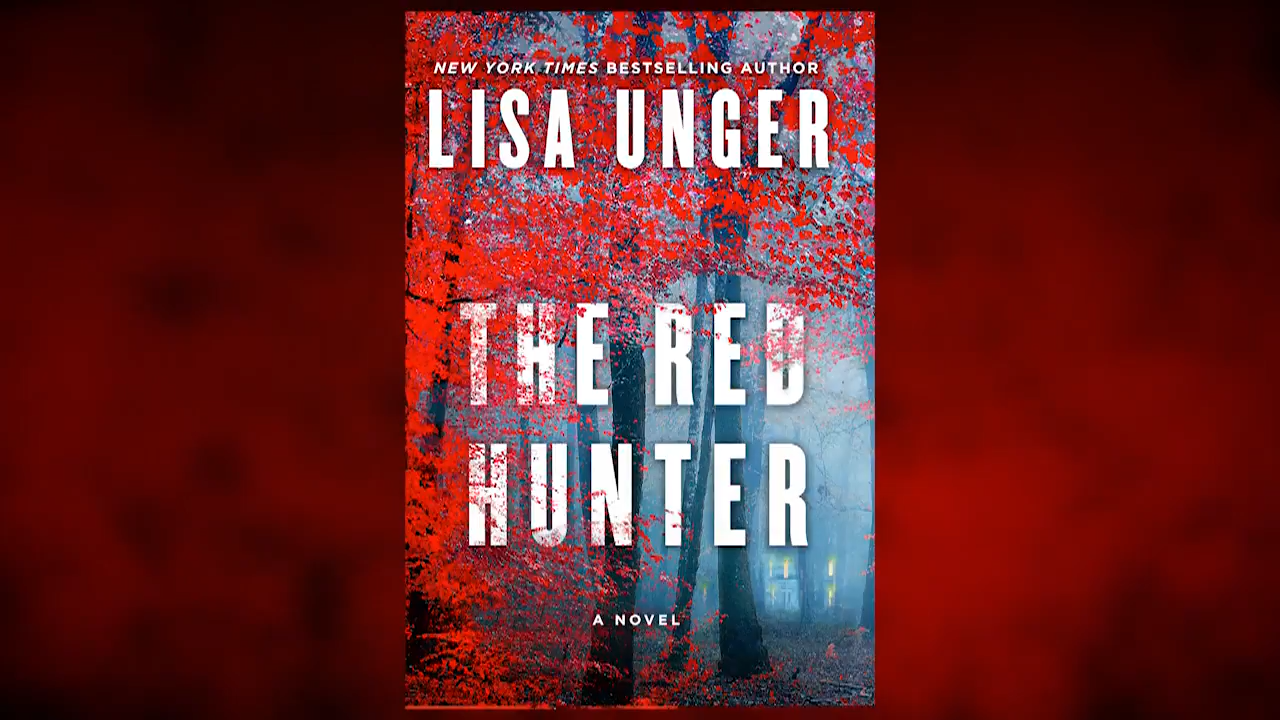 NEW YORK TIMES BESTSELLING AUTHOR
LISA UNGER
THE RED
HUNTER
A NOVEL